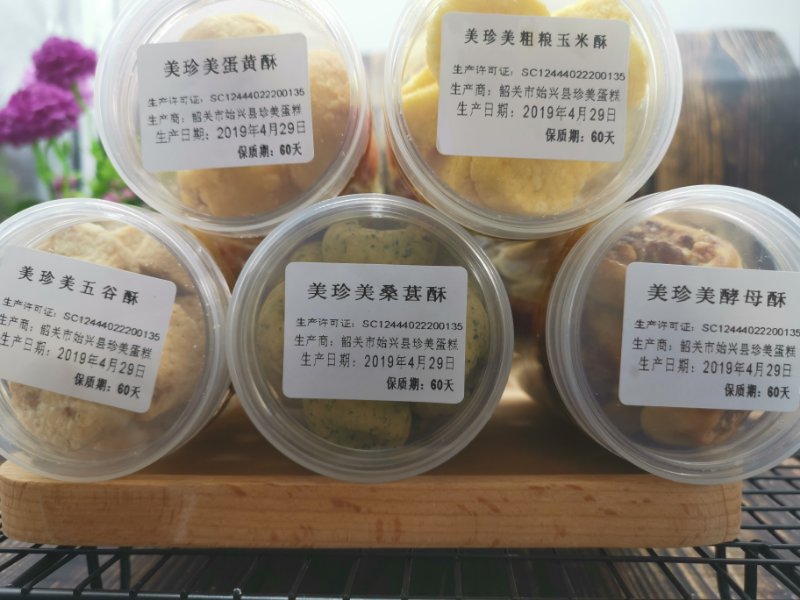 美珍美蛋黄酥
生产许可证：SC12444022200135
生产商：韶关市始兴县珍美蛋糕
生产日期：2019年4月29日
保质期：60天
美珍美粗粮玉米酥
生产许可证：SC12444022200135
生产商：韶关市始兴县珍美蛋糕
生产日期：2019年4月29日
保质期：60天
美珍美五谷酥
生产许可证：SC12444022200135
生产商：韶关市始兴县珍美蛋糕
生产日期：2019年4月29日
保质期：60天
美珍美桑葚酥
生产许可证：SC12444022200135
生产商：韶关市始兴县珍美蛋糕
生产日期：2019年4月29日
保质期：60天
美珍美酵母酥
生产许可证：SC12444022200135
生产商：韶关市始兴县珍美蛋糕
生产日期：2019年4月29日
保质期：60天